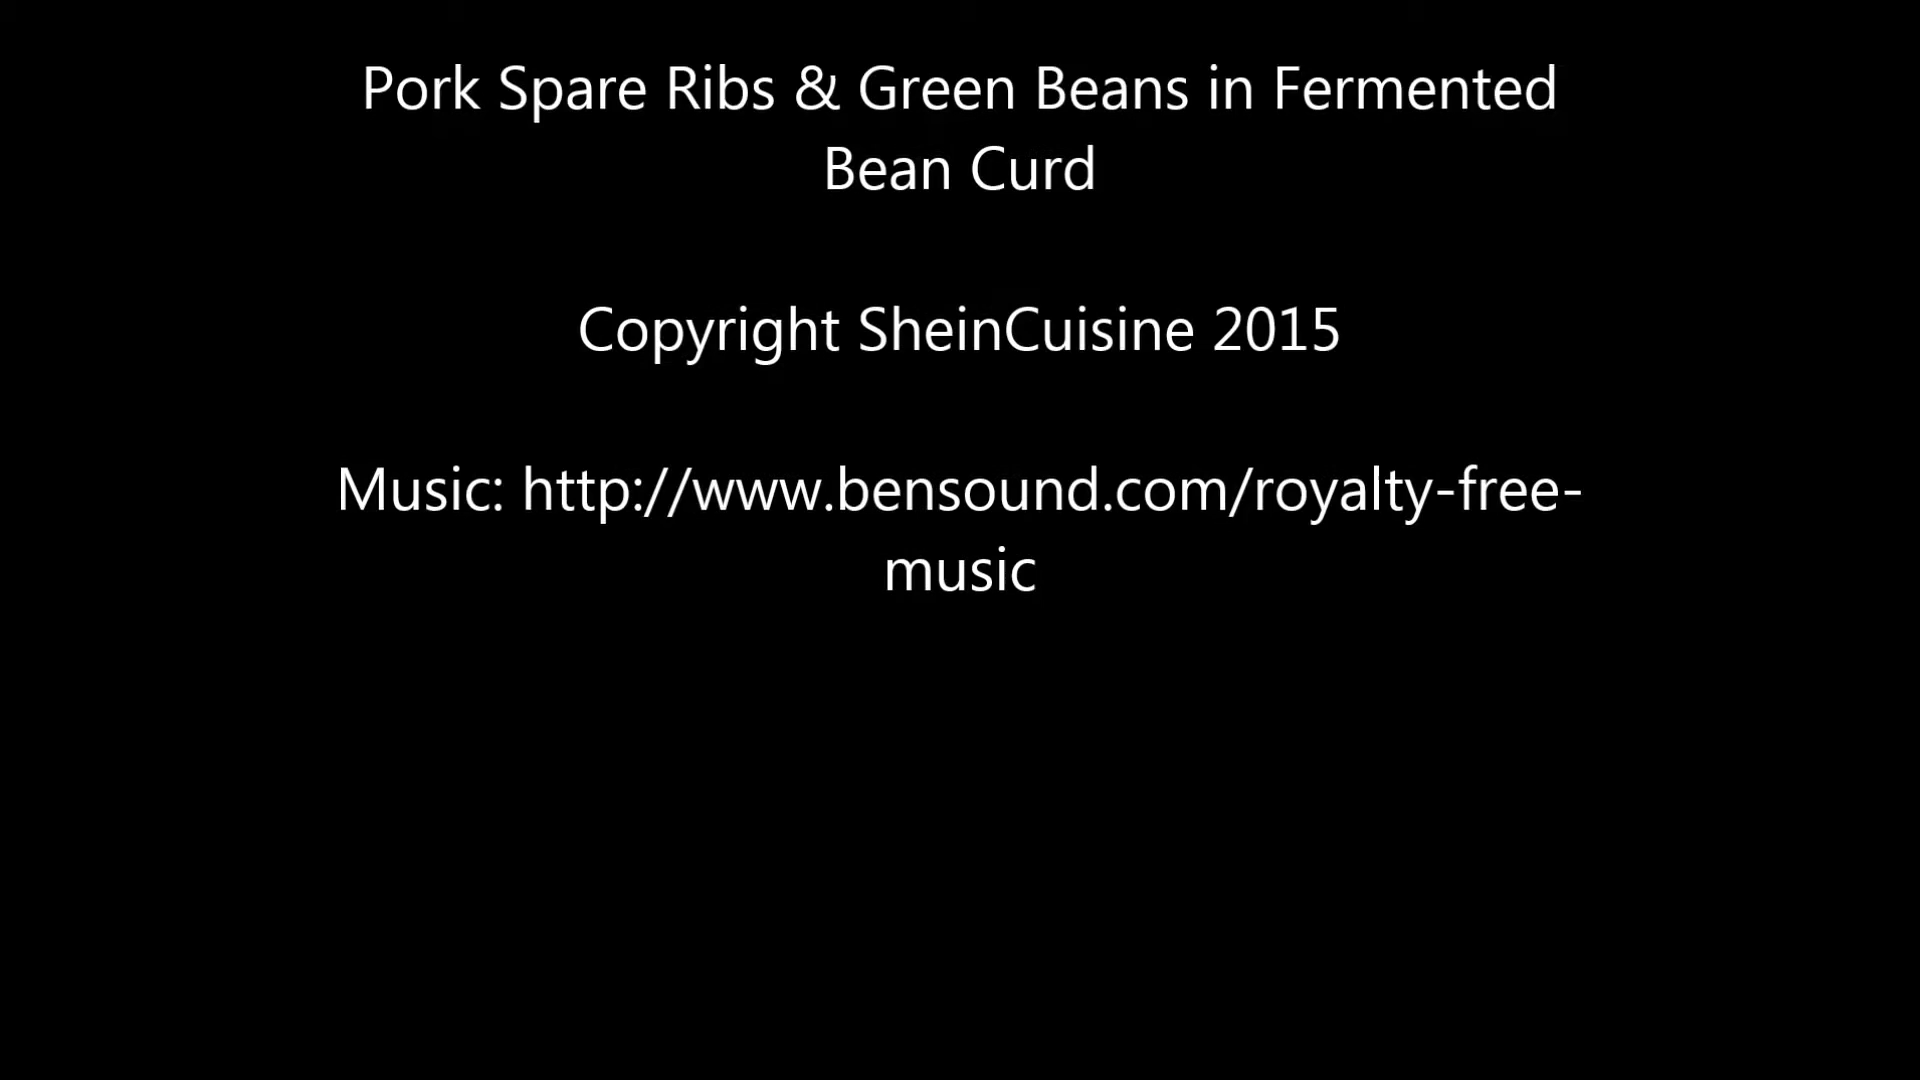 Pork Spare Ribs & Green Beans in Fermented
Bean Curd
Copyright SheinCuisine 2015
Music: http://www.bensound.com/royalty-free-
music